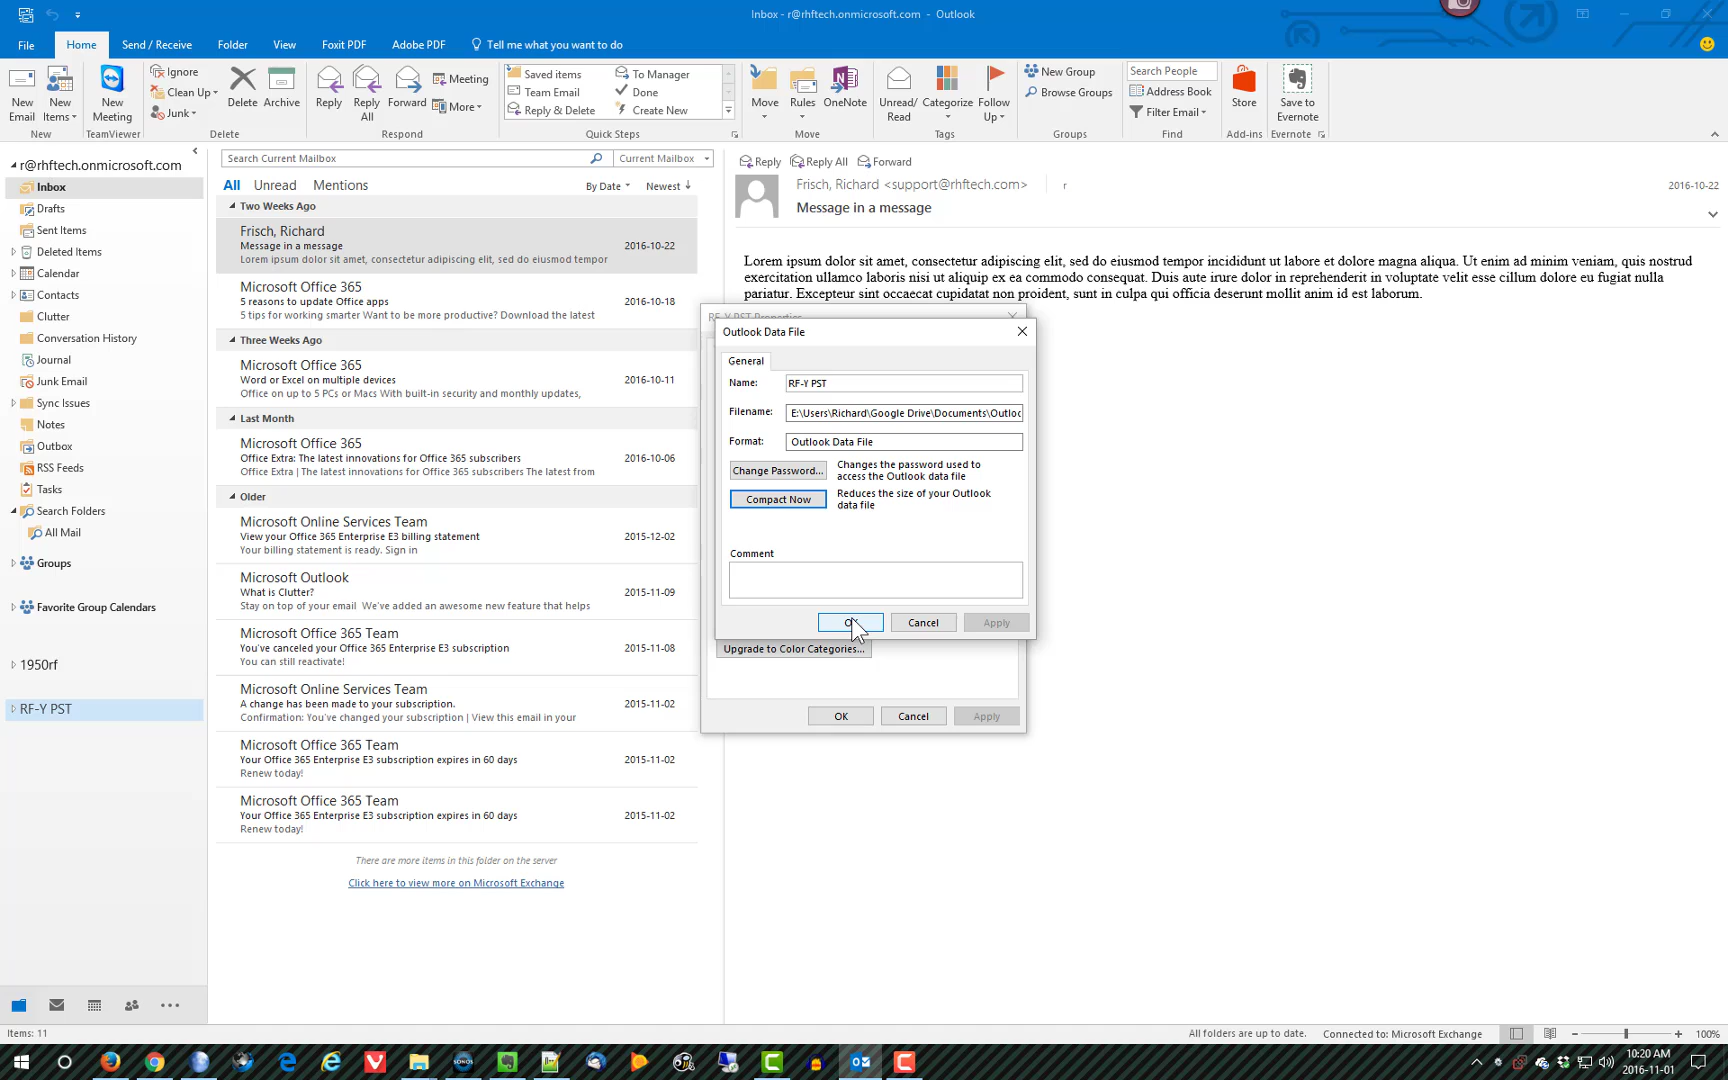 Inbox - r@rhftech.onmicrosoft.com - Outlook
File Home Send / Receive Folder View Foxit PDF Adobe PDF Tell me what you want to do
New Email
New Items
New
New Meeting
TeamViewer
Ignore
Clean Up
Junk
Delete
Archive
Delete
Reply
Reply All
Forward
Meeting
More
Respond
Saved items
Team Email
Reply & Delete
To Manager
Done
Create New
Quick Steps
Move
Rules
OneNote
Move
Unread/ Read
Categorize
Follow Up
Tags
New Group
Browse Groups
Groups
Search People
Address Book
Filter Email
Find
Store
Add-ins
Save to Evernote
Evernote
r@rhftech.onmicrosoft.com
Inbox
Drafts
Sent Items
Deleted Items
Calendar
Contacts
Clutter
Conversation History
Journal
Junk Email
Sync Issues
Notes
Outbox
RSS Feeds
Tasks
Search Folders
All Mail
Groups
Favorite Group Calendars
1950rf
RF-Y PST
Search Current Mailbox Current Mailbox
All Unread Mentions By Date Newest
Two Weeks Ago
Frisch, Richard
Message in a message 2016-10-22
Lorem ipsum dolor sit amet, consectetur adipiscing elit, sed do eiusmod tempor
Microsoft Office 365
5 reasons to update Office apps 2016-10-18
5 tips for working smarter Want to be more productive? Download the latest
Three Weeks Ago
Microsoft Office 365
Word or Excel on multiple devices 2016-10-11
Office on up to 5 PCs or Macs With built-in security and monthly updates,
Last Month
Microsoft Office 365
Office Extra: The latest innovations for Office 365 subscribers 2016-10-06
Office Extra | The latest innovations for Office 365 subscribers The latest from
Older
Microsoft Online Services Team
View your Office 365 Enterprise E3 billing statement 2015-12-02
Your billing statement is ready. Sign in
Microsoft Outlook
What is Clutter? 2015-11-09
Stay on top of your email We've added an awesome new feature that helps
Microsoft Office 365 Team
You've canceled your Office 365 Enterprise E3 subscription 2015-11-08
You can still reactivate!
Microsoft Online Services Team
A change has been made to your subscription. 2015-11-02
Confirmation: You've changed your subscription | View this email in your
Microsoft Office 365 Team
Your Office 365 Enterprise E3 subscription expires in 60 days 2015-11-02
Renew today!
Microsoft Office 365 Team
Your Office 365 Enterprise E3 subscription expires in 60 days 2015-11-02
Renew today!
There are more items in this folder on the server
Click here to view more on Microsoft Exchange
Reply Reply All Forward
Frisch, Richard <support@rhftech.com> r 2016-10-22
Message in a message
Lorem ipsum dolor sit amet, consectetur adipiscing elit, sed do eiusmod tempor incididunt ut labore et dolore magna aliqua. Ut enim ad minim veniam, quis nostrud
exercitation ullamco laboris nisi ut aliquip ex ea commodo consequat. Duis aute irure dolor in reprehenderit in voluptate velit esse cillum dolore eu fugiat nulla
pariatur. Excepteur sint occaecat cupidatat non proident, sunt in culpa qui officia deserunt mollit anim id est laborum.
RF-Y PST Properties
Outlook Data File
General
Name: RF-Y PST
Filename: E:\Users\Richard\Google Drive\Documents\Outloo
Format: Outlook Data File
Change Password... Changes the password used to access the Outlook data file
Compact Now Reduces the size of your Outlook data file
Comment
OK Cancel Apply
Upgrade to Color Categories...
OK Cancel Apply
Items: 11 All folders are up to date. Connected to: Microsoft Exchange 100%
SONOS
10:20 AM
2016-11-01